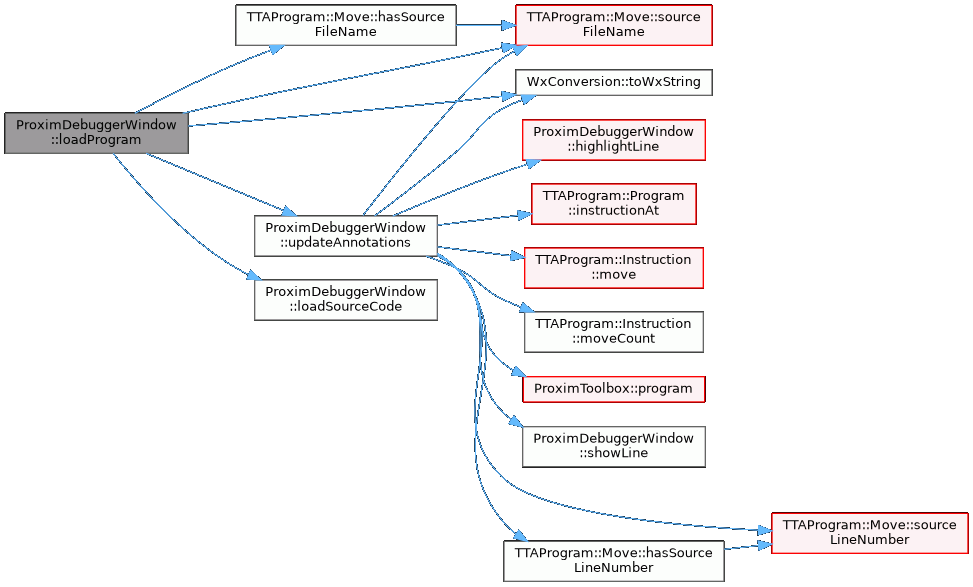 ProximDebuggerWindow
::loadProgram
TTAProgram::Move::hasSource
FileName
TTAProgram::Move::source
FileName
WxConversion::toWxString
ProximDebuggerWindow
::updateAnnotations
ProximDebuggerWindow
::highlightLine
TTAProgram::Program
::instructionAt
TTAProgram::Instruction
::move
TTAProgram::Instruction
::moveCount
ProximToolbox::program
ProximDebuggerWindow
::showLine
TTAProgram::Move::hasSource
LineNumber
TTAProgram::Move::source
LineNumber
ProximDebuggerWindow
::loadSourceCode